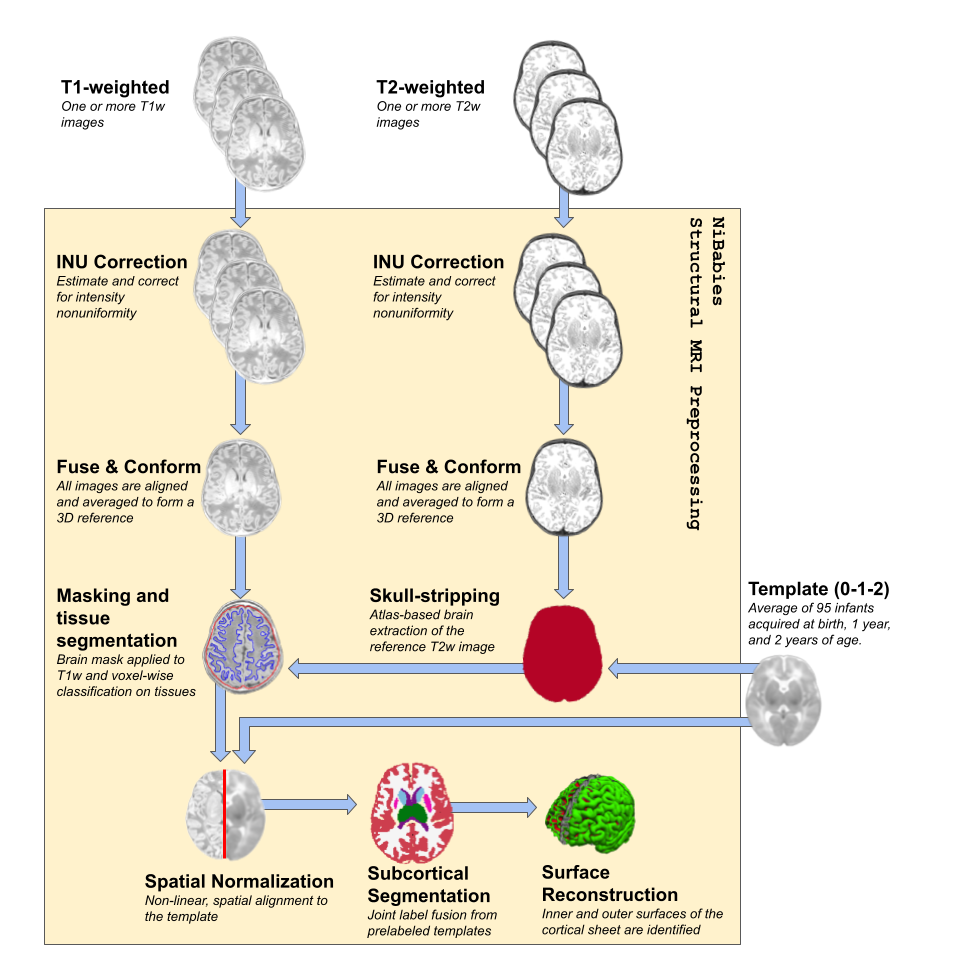 T1-weighted
One or more T1w
images
T2-weighted
One or more T2w
images
NiBabies
Structural MRI Preprocessing
INU Correction
Estimate and correct
for intensity
nonuniformity
INU Correction
Estimate and correct
for intensity
nonuniformity
Fuse & Conform
All images are aligned
and averaged to form a
3D reference
Fuse & Conform
All images are aligned
and averaged to form a
3D reference
Masking and
tissue
segmentation
Brain mask applied to
T1w and voxel-wise
classification on tissues
Skull-stripping
Atlas-based brain
extraction of the
reference T2w image
Template (0-1-2)
Average of 95 infants
acquired at birth, 1 year,
and 2 years of age.
Spatial Normalization
Non-linear, spatial alignment to
the template
Subcortical
Segmentation
Joint label fusion from
prelabeled templates
Surface
Reconstruction
Inner and outer surfaces of the
cortical sheet are identified